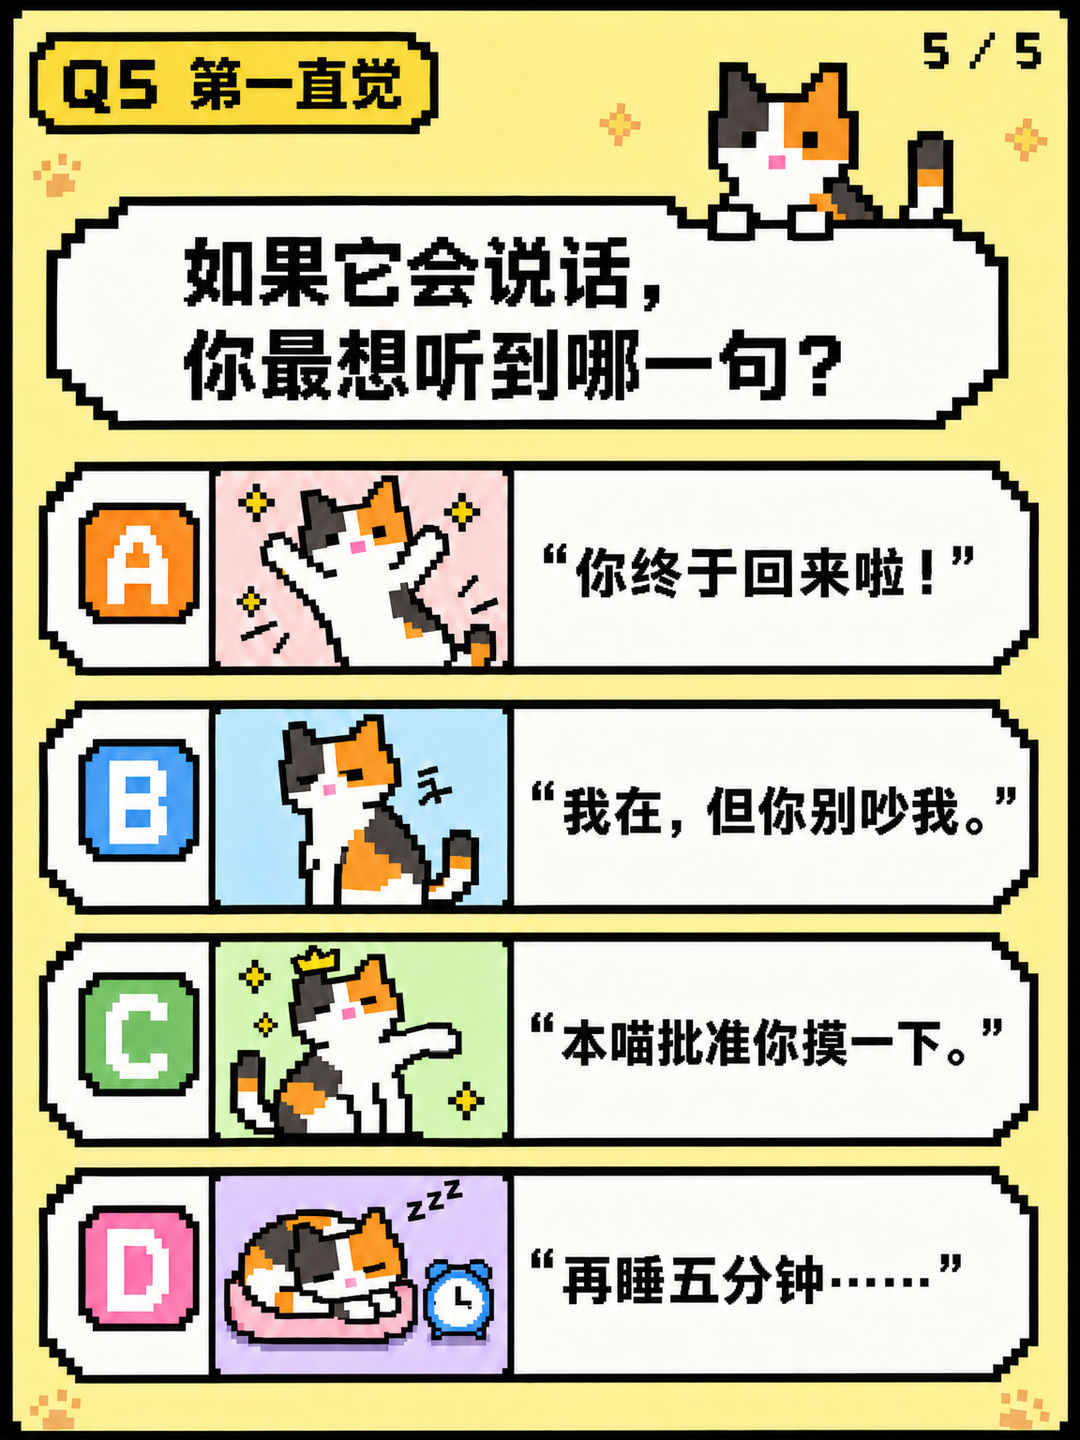 Q5 第一直觉
5 / 5
如果它会说话，
你最想听到哪一句？
A
“你终于回来啦！”
B
“我在，但你别吵我。”
C
“本喵批准你摸一下。”
D
zzz
“再睡五分钟……”